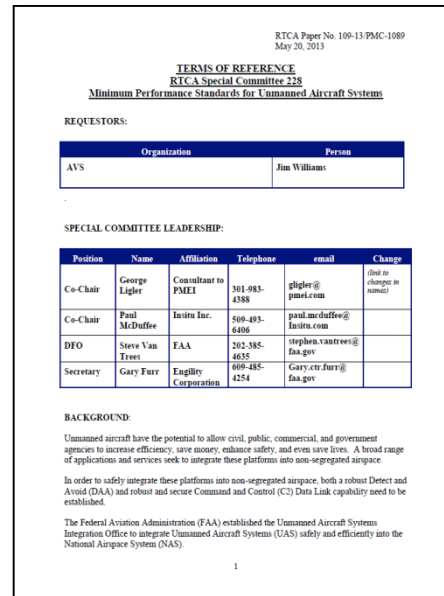 RTCA Paper No. 109-13/PMC-1089
May 20, 2013
TERMS OF REFERENCE
RTCA Special Committee 228
Minimum Performance Standards for Unmanned Aircraft Systems
REQUESTORS:
Organization Person
AVS Jim Williams
.
SPECIAL COMMITTEE LEADERSHIP:
Position Name Affiliation Telephone email Change
Co-Chair George Ligler Consultant to PMEI 301-983-4388 gligler@pmei.com (link to changes in names)
Co-Chair Paul McDuffee Insitu Inc. 509-493-6406 paul.mcduffee@Insitu.com
DFO Steve Van Trees FAA 202-385-4635 stephen.vantrees@faa.gov
Secretary Gary Furr Engility Corporation 609-485-4254 Gary.ctr.furr@faa.gov
BACKGROUND:
Unmanned aircraft have the potential to allow civil, public, commercial, and government
agencies to increase efficiency, save money, enhance safety, and even save lives. A broad range
of applications and services seek to integrate these platforms into non-segregated airspace.
In order to safely integrate these platforms into non-segregated airspace, both a robust Detect and
Avoid (DAA) and robust and secure Command and Control (C2) Data Link capability need to be
established.
The Federal Aviation Administration (FAA) established the Unmanned Aircraft Systems
Integration Office to integrate Unmanned Aircraft Systems (UAS) safely and efficiently into the
National Airspace System (NAS).
1